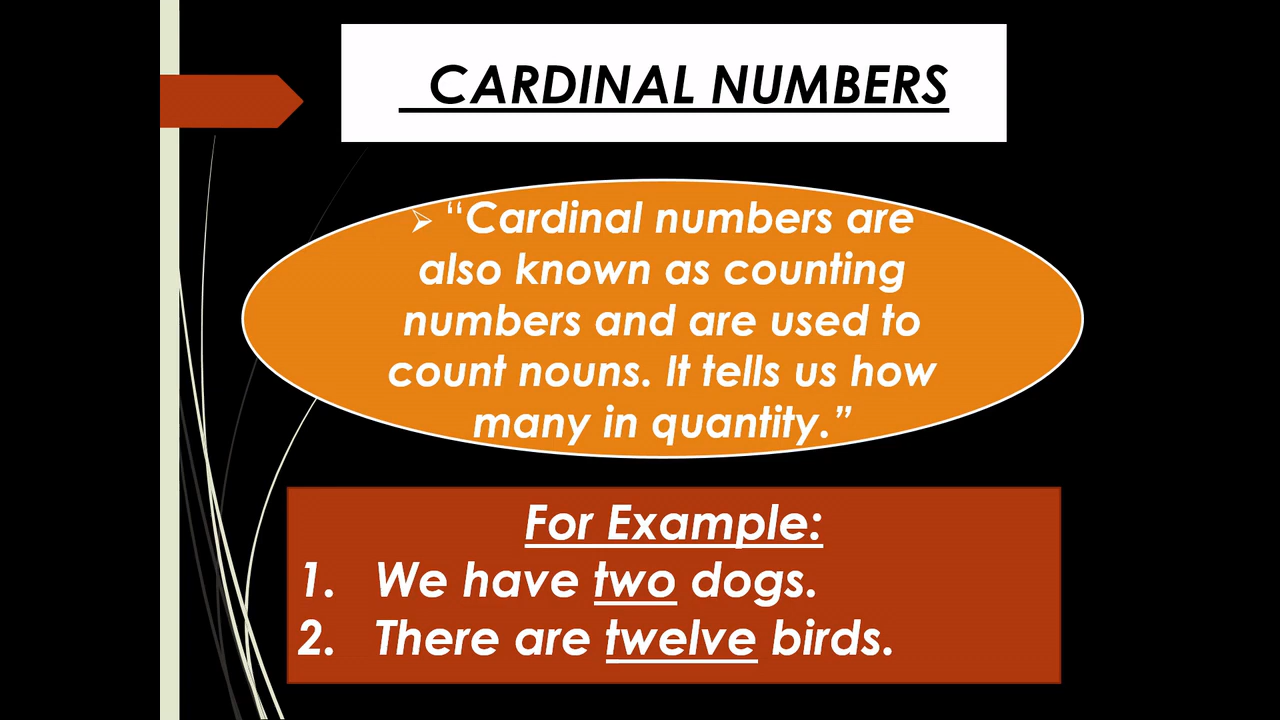 CARDINAL NUMBERS
➢ “Cardinal numbers are
also known as counting
numbers and are used to
count nouns. It tells us how
many in quantity.”
For Example:
1. We have two dogs.
2. There are twelve birds.